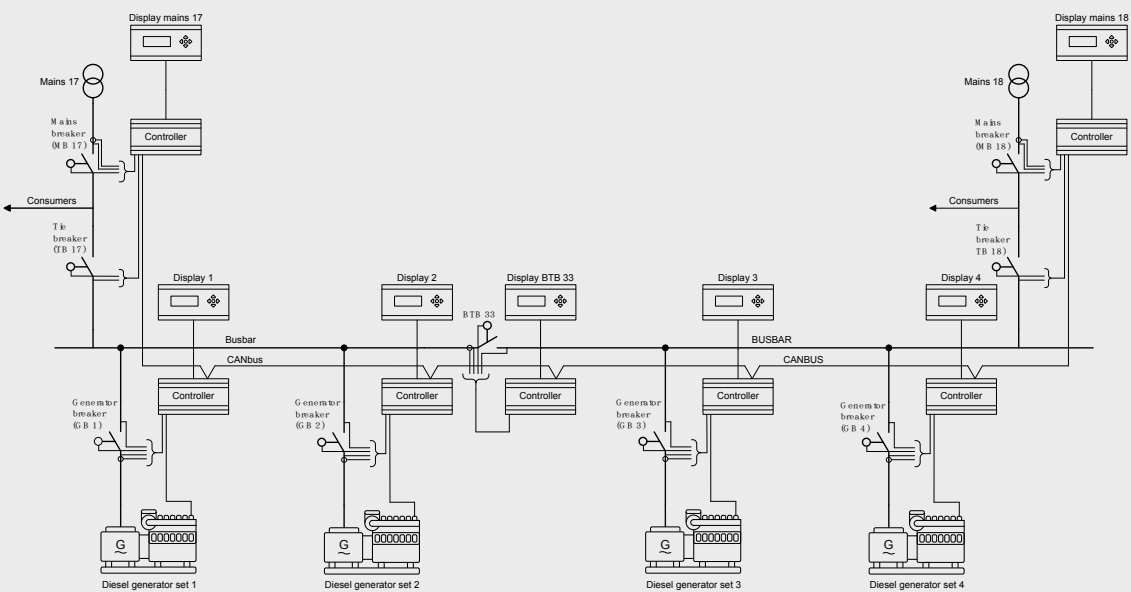 Display mains 17
Display mains 18
Mains 17
Mains 18
Mains
breaker
(MB 17)
Controller
Mains
breaker
(MB 18)
Controller
Consumers
Consumers
Tie
breaker
(TB 17)
Tie
breaker
TB 18)
Display 1
Display 2
Display BTB 33
Display 3
Display 4
BTB 33
Busbar
BUSBAR
CANbus
CANBUS
Controller
Controller
Controller
Controller
Controller
Generator
breaker
(GB 1)
Generator
breaker
(GB 2)
Generator
breaker
(GB 3)
Generator
breaker
(GB 4)
G
G
G
G
Diesel generator set 1
Diesel generator set 2
Diesel generator set 3
Diesel generator set 4